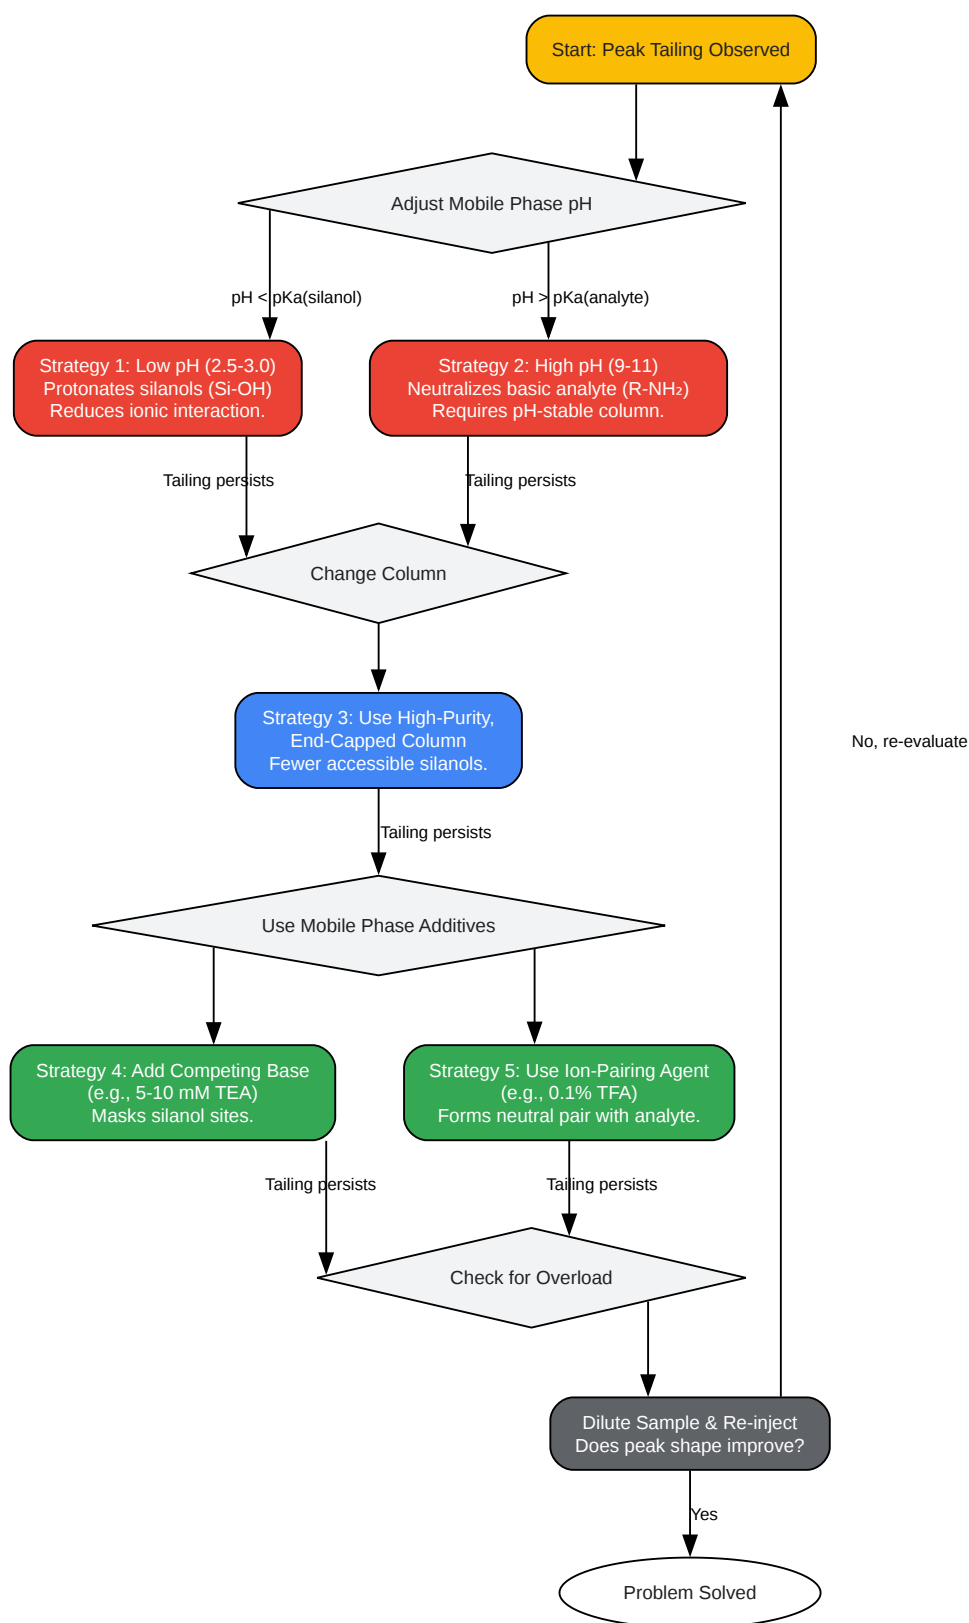 Start: Peak Tailing Observed
Adjust Mobile Phase pH
pH < pKa(silanol)
pH > pKa(analyte)
Strategy 1: Low pH (2.5-3.0)
Protonates silanols (Si-OH)
Reduces ionic interaction.
Strategy 2: High pH (9-11)
Neutralizes basic analyte (R-NH₂)
Requires pH-stable column.
Tailing persists
Tailing persists
Change Column
Strategy 3: Use High-Purity,
End-Capped Column
Fewer accessible silanols.
No, re-evaluate
Tailing persists
Use Mobile Phase Additives
Strategy 4: Add Competing Base
(e.g., 5-10 mM TEA)
Masks silanol sites.
Strategy 5: Use Ion-Pairing Agent
(e.g., 0.1% TFA)
Forms neutral pair with analyte.
Tailing persists
Tailing persists
Check for Overload
Dilute Sample & Re-inject
Does peak shape improve?
Yes
Problem Solved